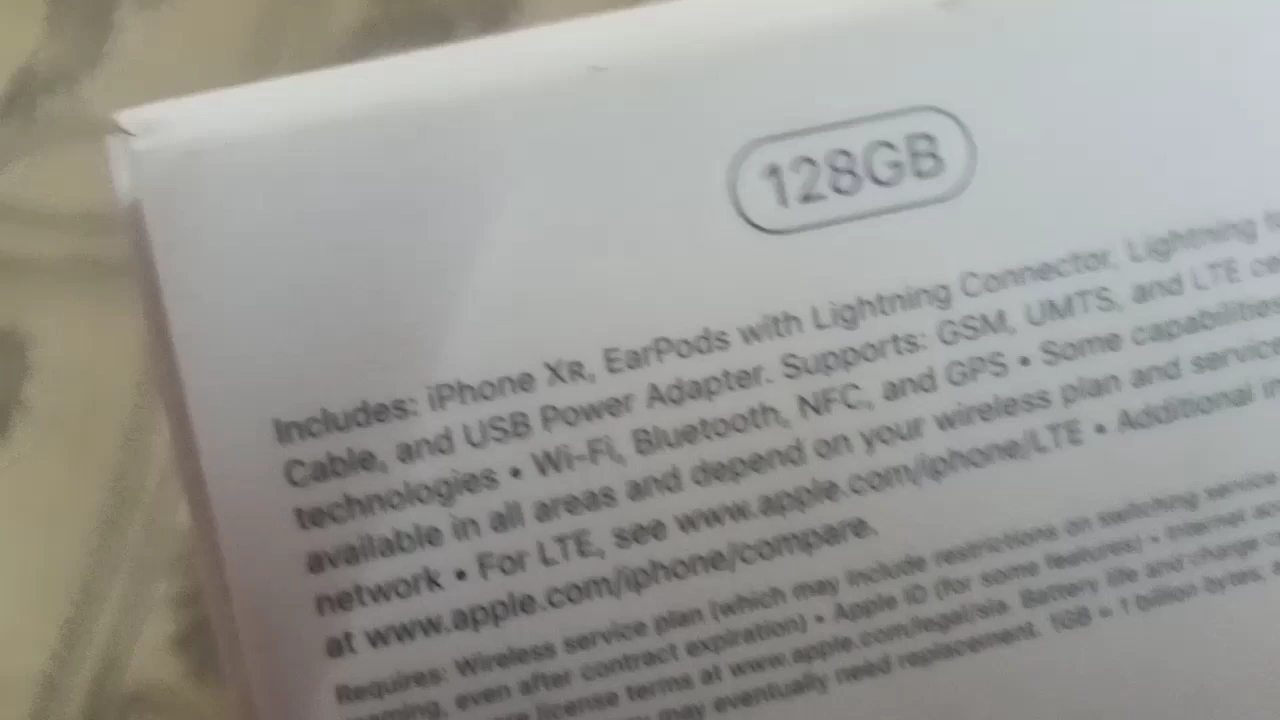 128GB
Includes: iPhone XR, EarPods with Lightning Connector, Lightning
Cable, and USB Power Adapter. Supports: GSM, UMTS, and LTE
technologies • Wi-Fi, Bluetooth, NFC, and GPS • Some capabilities
available in all areas and depend on your wireless plan and service
network • For LTE, see www.apple.com/iphone/LTE • Additional
at www.apple.com/iphone/compare.
Requires: Wireless service plan (which may include restrictions on switching service
even after contract expiration) • Apple ID (for some features) • Internet
license terms at www.apple.com/legal/sla. Battery life and charge
may eventually need replacement. 1GB = 1 billion bytes;